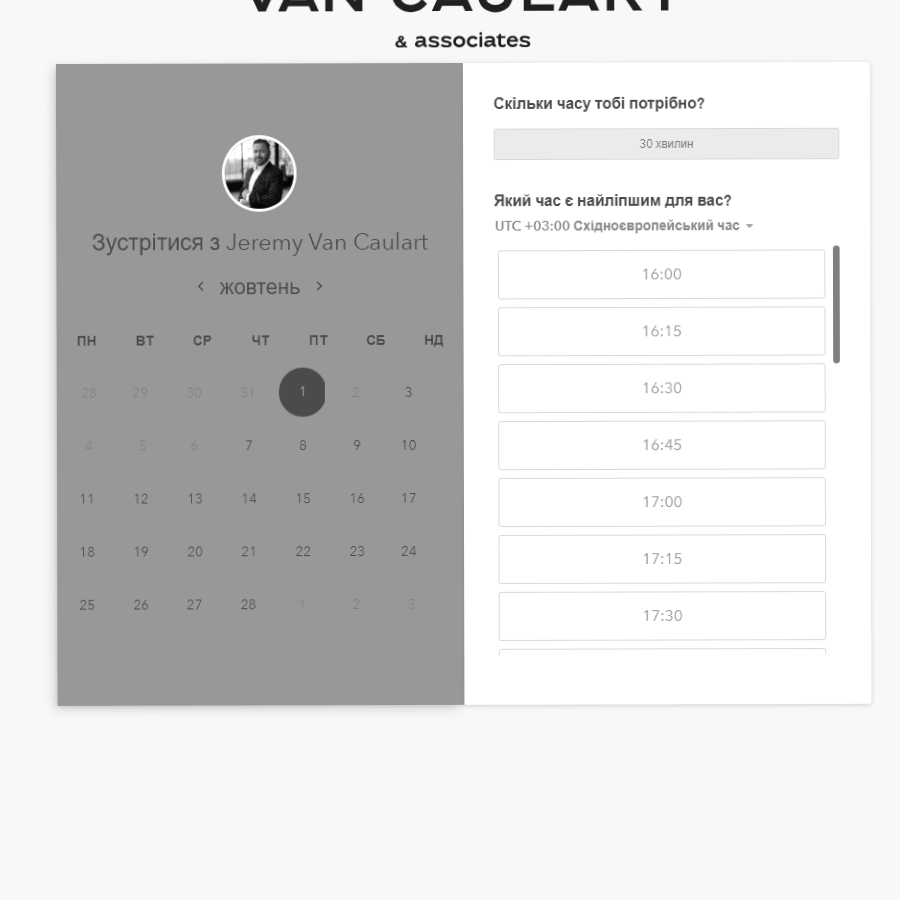 VAN CAULART
& associates
Зустрітися з Jeremy Van Caulart
жовтень
ПН ВТ СР ЧТ ПТ СБ НД
28 29 30 31 1 2 3
4 5 6 7 8 9 10
11 12 13 14 15 16 17
18 19 20 21 22 23 24
25 26 27 28 1 2 3
Скільки часу тобі потрібно?
30 хвилин
Який час є найліпшим для вас?
UTC +03:00 Східноєвропейський час
16:00
16:15
16:30
16:45
17:00
17:15
17:30